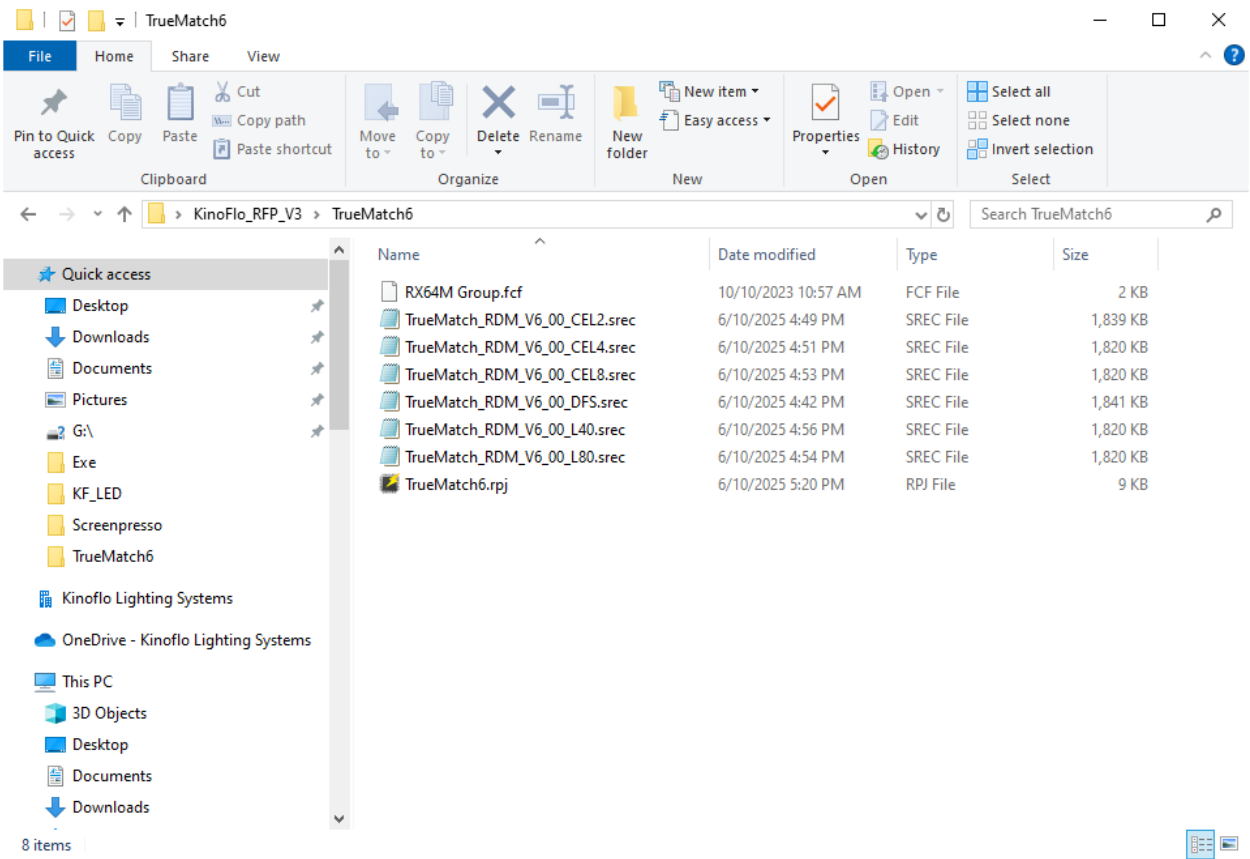 TrueMatch6
File Home Share View
Pin to Quick access
Copy
Paste
Cut
Copy path
Paste shortcut
Clipboard
Move to
Copy to
Delete
Rename
Organize
New folder
New item
Easy access
New
Properties
Open
Edit
History
Open
Select all
Select none
Invert selection
Select
KinoFlo_RFP_V3 > TrueMatch6
Search TrueMatch6
Quick access
Desktop
Downloads
Documents
Pictures
G:\
Exe
KF_LED
Screenpresso
TrueMatch6
Kinoflo Lighting Systems
OneDrive - Kinoflo Lighting Systems
This PC
3D Objects
Desktop
Documents
Downloads
Name Date modified Type Size
RX64M Group.fcf 10/10/2023 10:57 AM FCF File 2 KB
TrueMatch_RDM_V6_00_CEL2.srec 6/10/2025 4:49 PM SREC File 1,839 KB
TrueMatch_RDM_V6_00_CEL4.srec 6/10/2025 4:51 PM SREC File 1,820 KB
TrueMatch_RDM_V6_00_CEL8.srec 6/10/2025 4:53 PM SREC File 1,820 KB
TrueMatch_RDM_V6_00_DFS.srec 6/10/2025 4:42 PM SREC File 1,841 KB
TrueMatch_RDM_V6_00_L40.srec 6/10/2025 4:56 PM SREC File 1,820 KB
TrueMatch_RDM_V6_00_L80.srec 6/10/2025 4:54 PM SREC File 1,820 KB
TrueMatch6.rpj 6/10/2025 5:20 PM RPJ File 9 KB
8 items